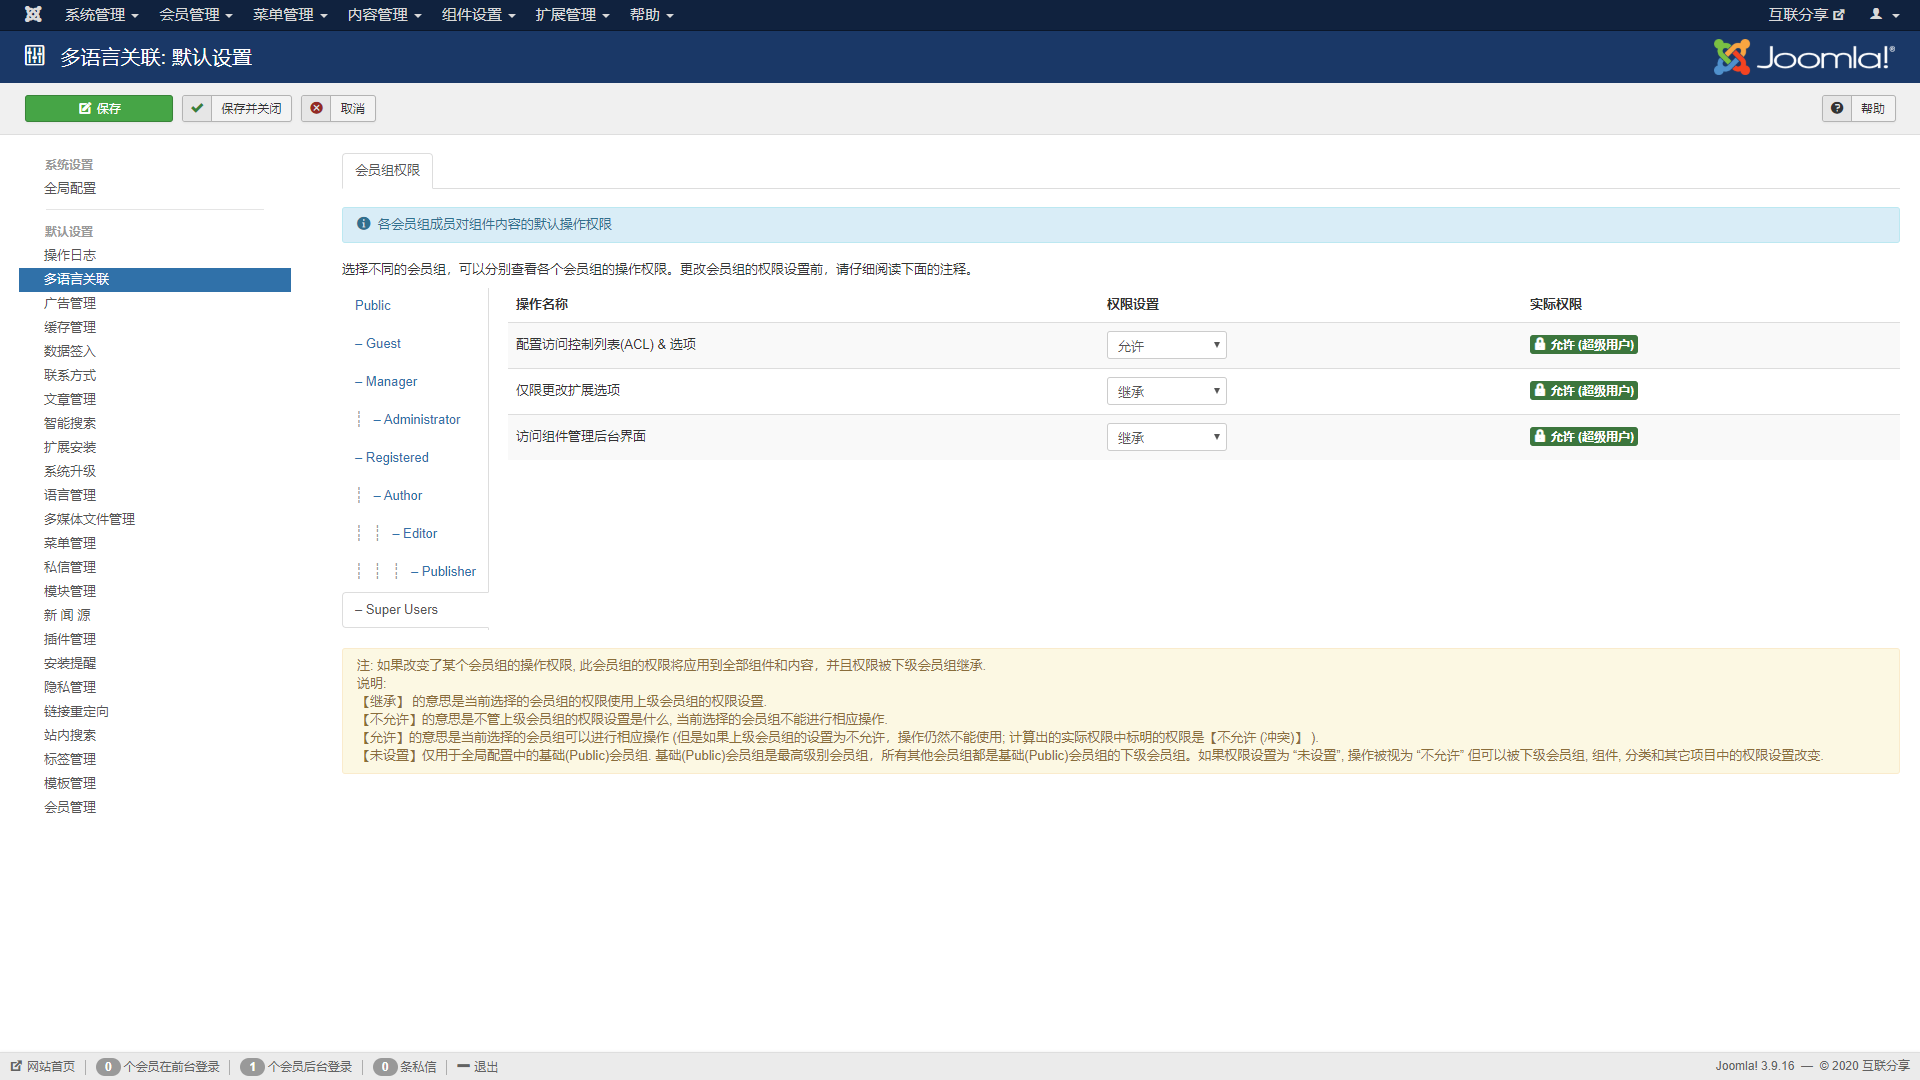 系统管理 会员管理 菜单管理 内容管理 组件设置 扩展管理 帮助 互联分享
多语言关联: 默认设置 Joomla!®
保存 保存并关闭 取消 帮助
系统设置
全局配置
默认设置
操作日志
多语言关联
广告管理
缓存管理
数据签入
联系方式
文章管理
智能搜索
扩展安装
系统升级
语言管理
多媒体文件管理
菜单管理
私信管理
模块管理
新 闻 源
插件管理
安装提醒
隐私管理
链接重定向
站内搜索
标签管理
模板管理
会员管理
会员组权限
各会员组成员对组件内容的默认操作权限
选择不同的会员组，可以分别查看各个会员组的操作权限。更改会员组的权限设置前，请仔细阅读下面的注释。
Public
– Guest
– Manager
┊ – Administrator
– Registered
┊ – Author
┊ ┊ – Editor
┊ ┊ ┊ – Publisher
– Super Users
操作名称 权限设置 实际权限
配置访问控制列表(ACL) & 选项 允许 允许 (超级用户)
仅限更改扩展选项 继承 允许 (超级用户)
访问组件管理后台界面 继承 允许 (超级用户)
注: 如果改变了某个会员组的操作权限, 此会员组的权限将应用到全部组件和内容，并且权限被下级会员组继承.
说明:
【继承】 的意思是当前选择的会员组的权限使用上级会员组的权限设置.
【不允许】的意思是不管上级会员组的权限设置是什么, 当前选择的会员组不能进行相应操作.
【允许】的意思是当前选择的会员组可以进行相应操作 (但是如果上级会员组的设置为不允许，操作仍然不能使用; 计算出的实际权限中标明的权限是【不允许 (冲突)】 ).
【未设置】仅用于全局配置中的基础(Public)会员组. 基础(Public)会员组是最高级别会员组，所有其他会员组都是基础(Public)会员组的下级会员组。如果权限设置为 “未设置”, 操作被视为 “不允许” 但可以被下级会员组, 组件, 分类和其它项目中的权限设置改变.
网站首页 0 个会员在前台登录 1 个会员后台登录 0 条私信 退出 Joomla! 3.9.16 — © 2020 互联分享